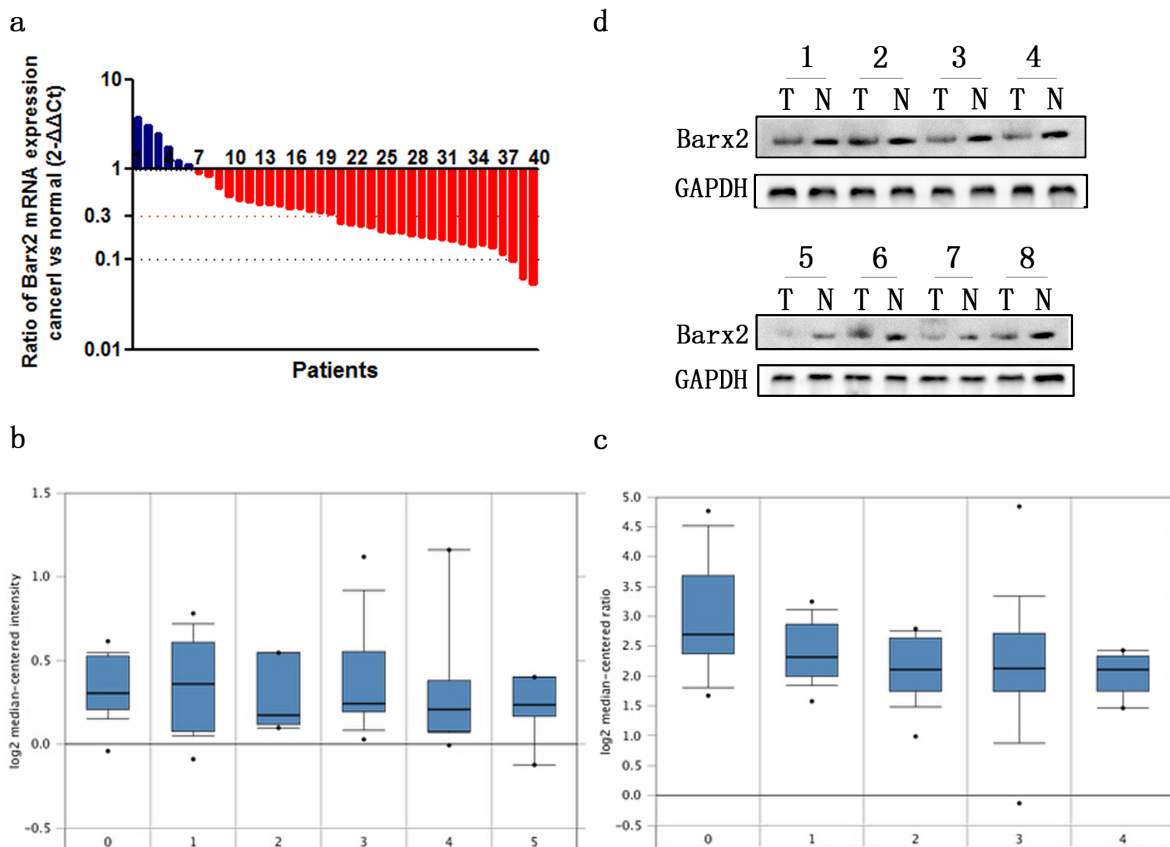 a
Ratio of Barx2 mRNA expression
cancerl vs normal (2-ΔΔCt)
10
1
0.3
0.1
0.01
7 10 13 16 19 22 25 28 31 34 37 40
Patients
d
1 2 3 4
T N T N T N T N
Barx2
GAPDH
5 6 7 8
T N T N T N T N
Barx2
GAPDH
b
log2 median-centered intensity
1.5
1.0
0.5
0.0
-0.5
0 1 2 3 4 5
c
log2 median-centered ratio
5.0
4.5
4.0
3.5
3.0
2.5
2.0
1.5
1.0
0.5
0.0
-0.5
0 1 2 3 4